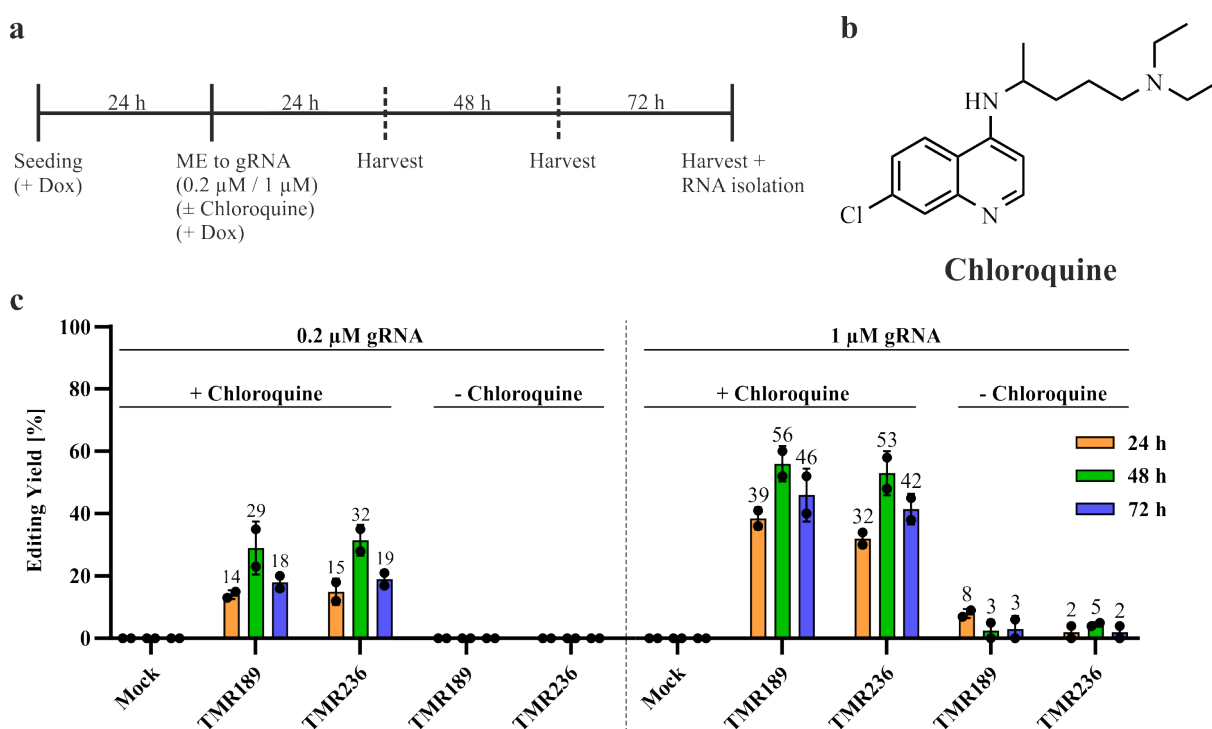 a
24 h 24 h 48 h 72 h
Seeding
(+ Dox)
ME to gRNA
(0.2 µM / 1 µM)
(± Chloroquine)
(+ Dox)
Harvest
Harvest
Harvest +
RNA isolation
b
HN
N
N
Cl
Chloroquine
c
Editing Yield [%]
100
80
60
40
20
0
0.2 µM gRNA
+ Chloroquine
- Chloroquine
1 µM gRNA
+ Chloroquine
- Chloroquine
24 h
48 h
72 h
14 29 18
15 32 19
39 56 46
32 53 42
8 3 3
2 5 2
Mock
TMR189
TMR236
TMR189
TMR236
Mock
TMR189
TMR236
TMR189
TMR236